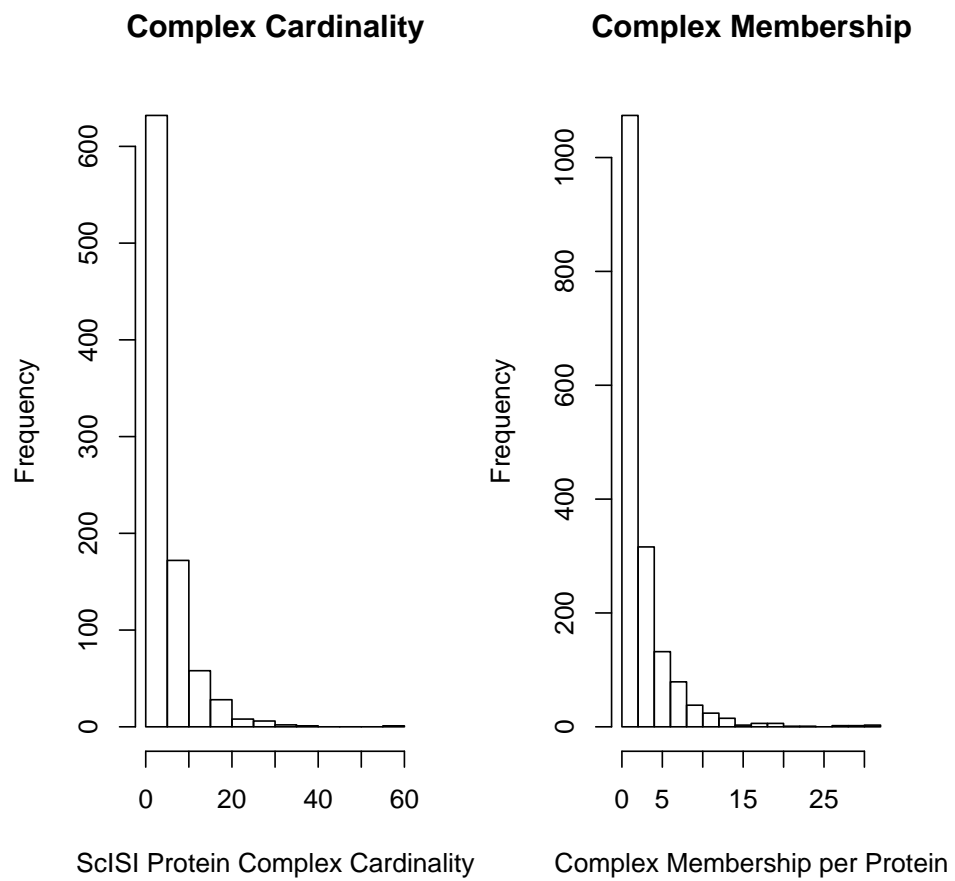 Complex Cardinality
Frequency
600
500
400
300
200
100
0
0 20 40 60
ScISI Protein Complex Cardinality
Complex Membership
Frequency
1000
800
600
400
200
0
0 5 15 25
Complex Membership per Protein